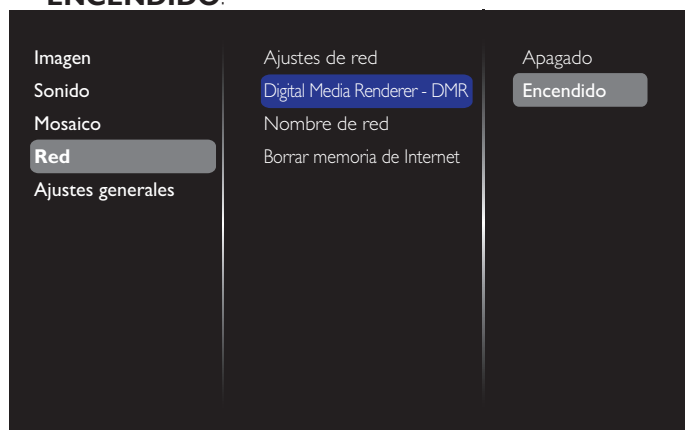 ENCENDIDO.
Imagen
Sonido
Mosaico
Red
Ajustes generales
Ajustes de red
Digital Media Renderer - DMR
Nombre de red
Borrar memoria de Internet
Apagado
Encendido